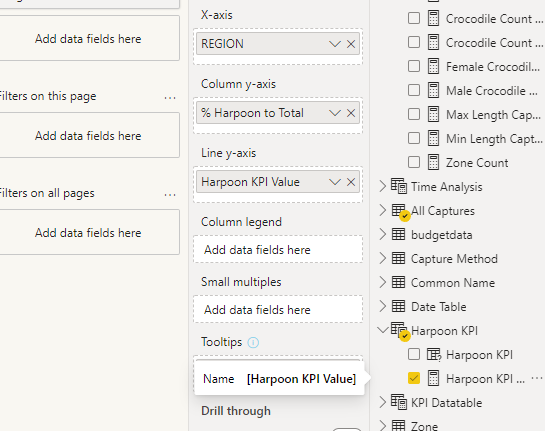 Add data fields here
Filters on this page
...
Add data fields here
Filters on all pages
...
Add data fields here
X-axis
REGION
Column y-axis
% Harpoon to Total
Line y-axis
Harpoon KPI Value
Column legend
Add data fields here
Small multiples
Add data fields here
Tooltips
Name [Harpoon KPI Value]
Drill through
Crocodile Count ...
Crocodile Count ...
Female Crocodil...
Male Crocodile ...
Max Length Cap...
Min Length Capt...
Zone Count
Time Analysis
All Captures
budgetdata
Capture Method
Common Name
Date Table
Harpoon KPI
Harpoon KPI
Harpoon KPI ... ...
KPI Datatable
Zone